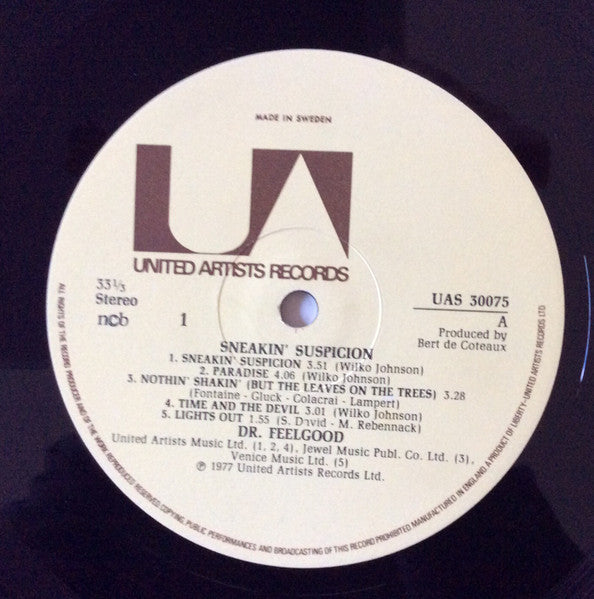 MADE IN SWEDEN
UA
UNITED ARTISTS RECORDS
33⅓
Stereo
ncb
1
UAS 30075
A
Produced by
Bert de Coteaux
SNEAKIN' SUSPICION
1. SNEAKIN' SUSPICION 3.51 (Wilko Johnson)
2. PARADISE 4.06 (Wilko Johnson)
3. NOTHIN' SHAKIN' (BUT THE LEAVES ON THE TREES) 3.28
(Fontaine - Gluck - Colacrai - Lampert)
4. TIME AND THE DEVIL 3.01 (Wilko Johnson)
5. LIGHTS OUT 1.55 (S. David - M. Rebennack)
DR. FEELGOOD
United Artists Music Ltd. (1, 2, 4), Jewel Music Publ. Co. Ltd. (3),
Venice Music Ltd. (5)
℗ 1977 United Artists Records Ltd.
ALL RIGHTS OF THE RECORD PRODUCER AND OF THE WORK REPRODUCED RESERVED. COPYING, PUBLIC PERFORMANCES AND BROADCASTING OF THIS RECORD PROHIBITED MANUFACTURED IN ENGLAND. A PRODUCT OF LIBERTY-UNITED ARTISTS RECORDS LTD